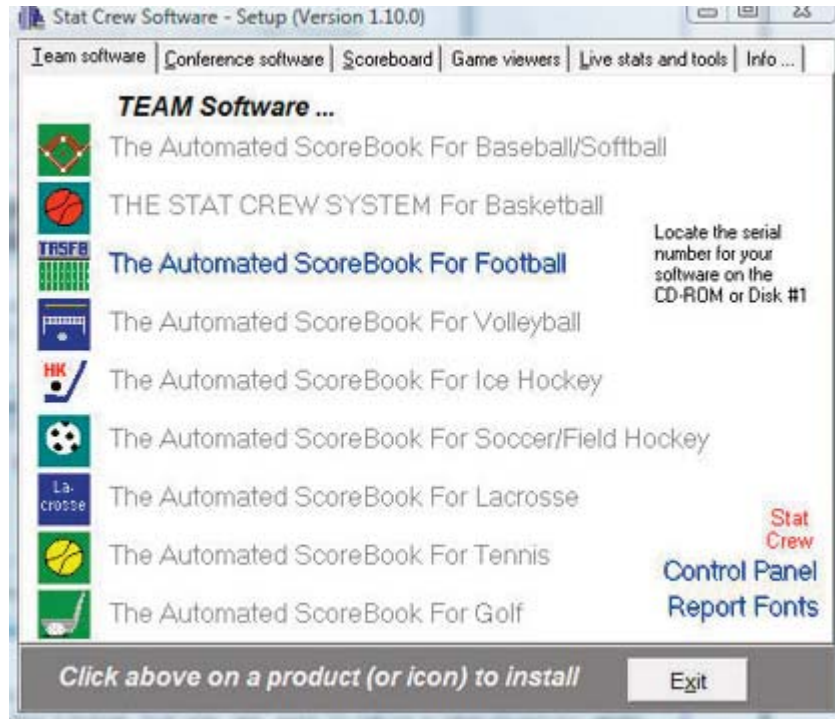 Stat Crew Software - Setup (Version 1.10.0)
Team software Conference software Scoreboard Game viewers Live stats and tools Info ...
TEAM Software ...
The Automated ScoreBook For Baseball/Softball
THE STAT CREW SYSTEM For Basketball
TASFB
The Automated ScoreBook For Football
Locate the serial
number for your
software on the
CD-ROM or Disk #1
The Automated ScoreBook For Volleyball
HK
The Automated ScoreBook For Ice Hockey
The Automated ScoreBook For Soccer/Field Hockey
La-
crosse
The Automated ScoreBook For Lacrosse
The Automated ScoreBook For Tennis
The Automated ScoreBook For Golf
Stat
Crew
Control Panel
Report Fonts
Click above on a product (or icon) to install
Exit